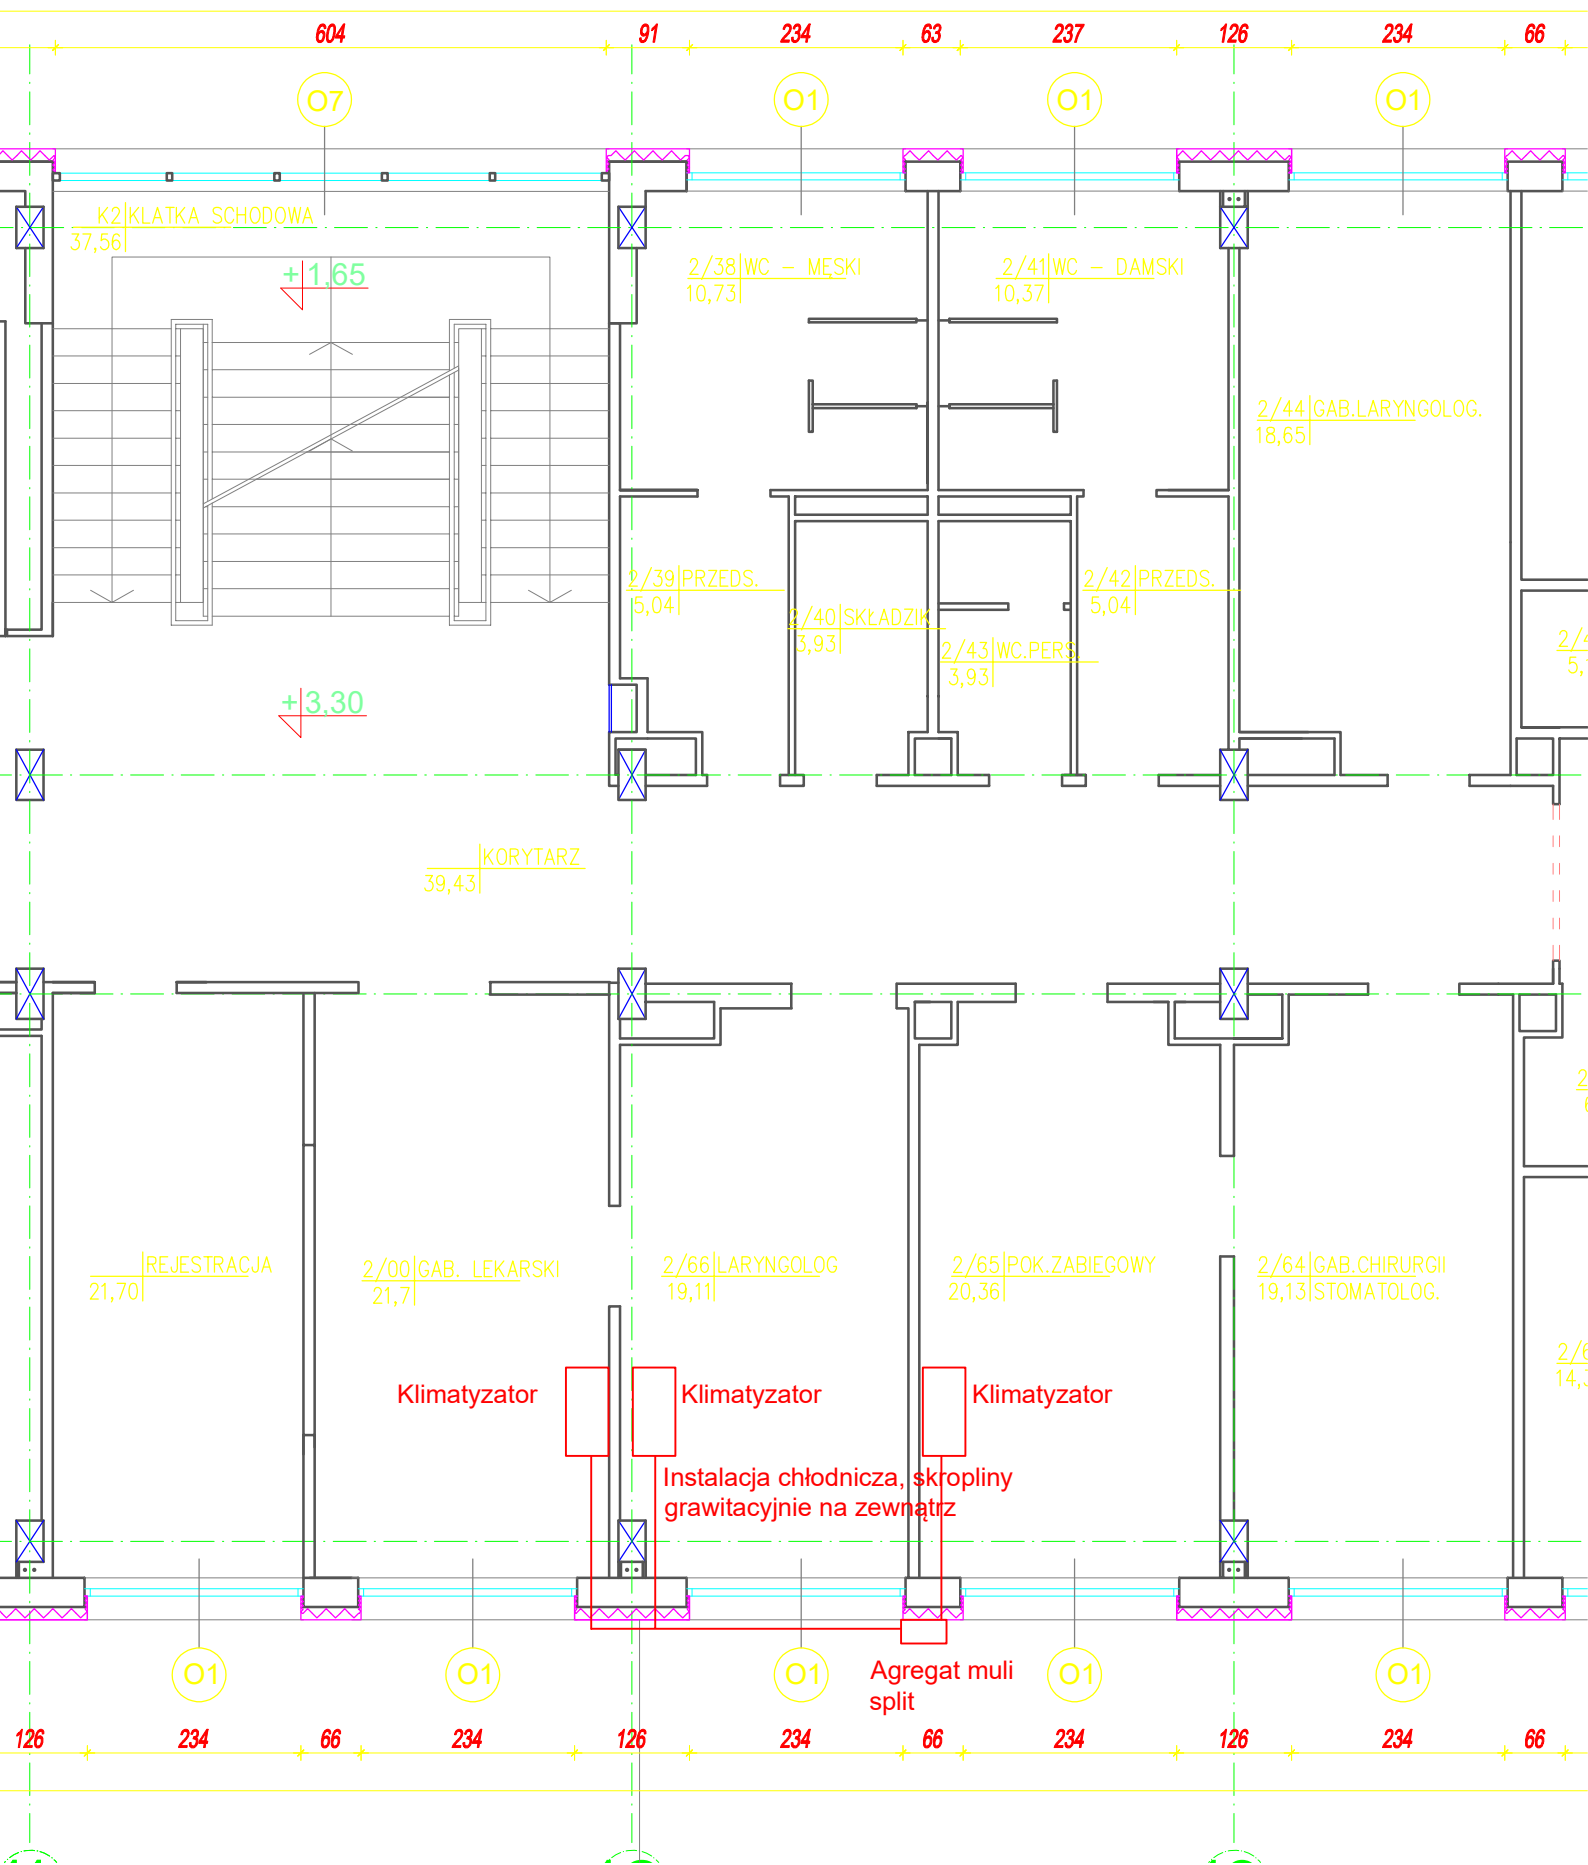 604 91 234 63 237 126 234 66
O7 O1 O1 O1
K2 KLATKA SCHODOWA
37,56
+1,65
2/38 WC - MĘSKI
10,73
2/41 WC - DAMSKI
10,37
2/44 GAB.LARYNGOLOG.
18,65
2/39 PRZEDS.
5,04
2/40 SKŁADZIK
3,93
2/43 WC.PERS.
3,93
2/42 PRZEDS.
5,04
+3,30
KORYTARZ
39,43
REJESTRACJA
21,70
2/00 GAB. LEKARSKI
21,7
2/66 LARYNGOLOG
19,11
2/65 POK.ZABIEGOWY
20,36
2/64 GAB.CHIRURGII
19,13 STOMATOLOG.
Klimatyzator
Klimatyzator
Klimatyzator
Instalacja chłodnicza, skropliny
grawitacyjnie na zewnątrz
Agregat muli
split
O1 O1 O1 O1 O1
126 234 66 234 126 234 66 234 126 234 66